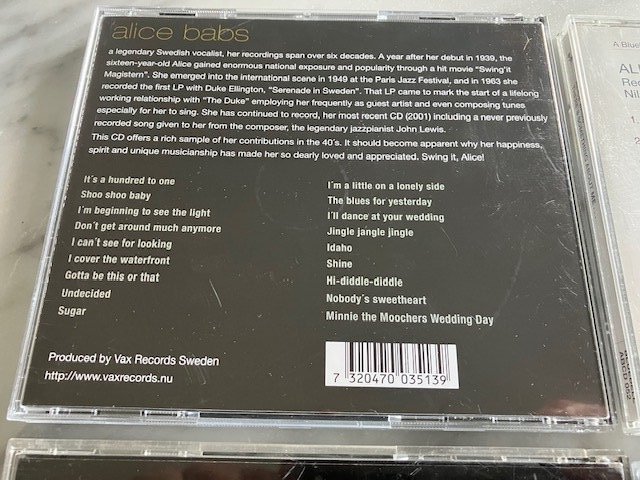 alice babs
a legendary Swedish vocalist, her recordings span over six decades. A year after her debut in 1939, the
sixteen-year-old Alice gained enormous national exposure and popularity through a hit movie “Swing'it
Magistern”. She emerged into the international scene in 1949 at the Paris Jazz Festival, and in 1963 she
recorded the first LP with Duke Ellington, “Serenade in Sweden”. That LP came to mark the start of a lifelong
working relationship with “The Duke” employing her frequently as guest artist and even composing tunes
especially for her to sing. She has continued to record, her most recent CD (2001) including a never previously
recorded song given to her from the composer, the legendary jazzpianist John Lewis.
This CD offers a rich sample of her contributions in the 40´s. It should become apparent why her happiness,
spirit and unique musicianship has made her so dearly loved and appreciated. Swing it, Alice!
It´s a hundred to one
Shoo shoo baby
I´m beginning to see the light
Don´t get around much anymore
I can´t see for looking
I cover the waterfront
Gotta be this or that
Undecided
Sugar
I´m a little on a lonely side
The blues for yesterday
I´ll dance at your wedding
Jingle jangle jingle
Idaho
Shine
Hi-diddle-diddle
Nobody´s sweetheart
Minnie the Moochers Wedding Day
Produced by Vax Records Sweden
http://www.vaxrecords.nu
7 320470 035139
A Blue